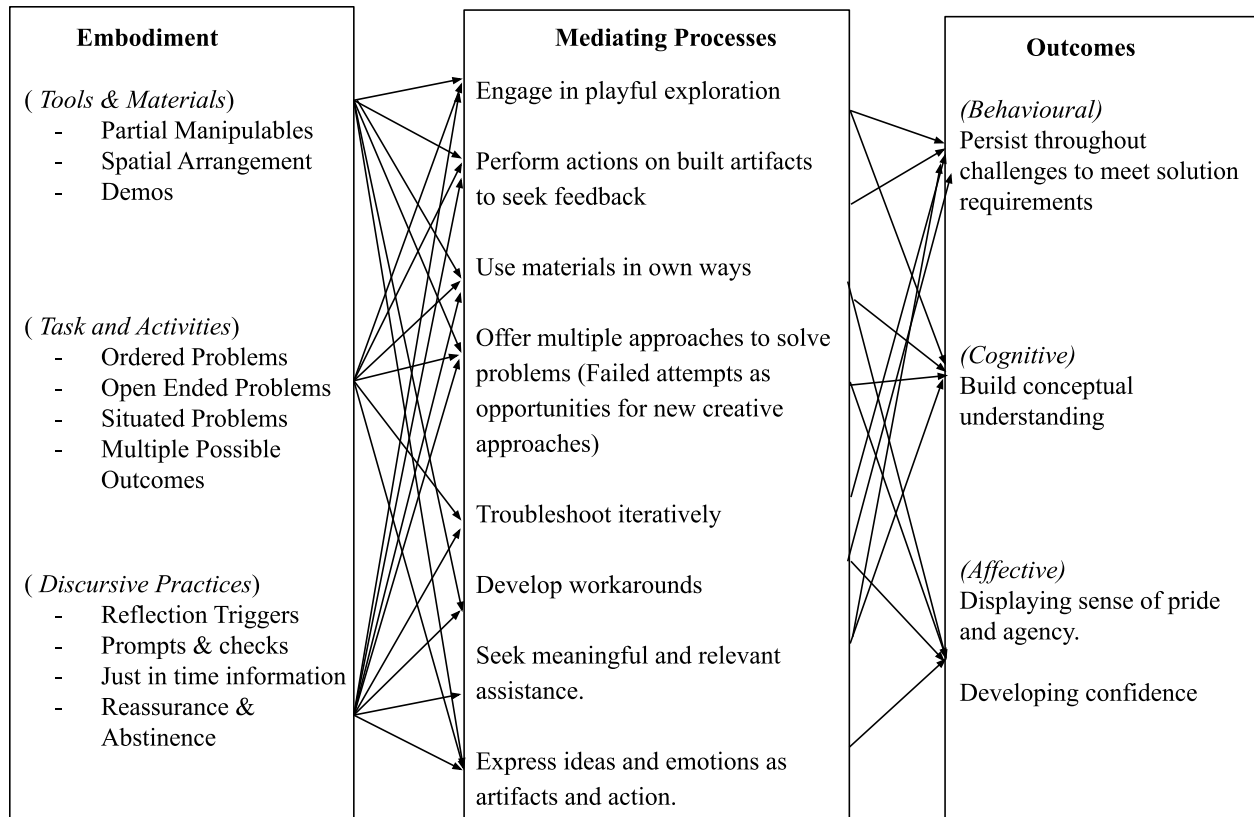 Embodiment
( Tools & Materials)
- Partial Manipulables
- Spatial Arrangement
- Demos
( Task and Activities)
- Ordered Problems
- Open Ended Problems
- Situated Problems
- Multiple Possible
Outcomes
( Discursive Practices)
- Reflection Triggers
- Prompts & checks
- Just in time information
- Reassurance &
Abstinence
Mediating Processes
Engage in playful exploration
Perform actions on built artifacts
to seek feedback
Use materials in own ways
Offer multiple approaches to solve
problems (Failed attempts as
opportunities for new creative
approaches)
Troubleshoot iteratively
Develop workarounds
Seek meaningful and relevant
assistance.
Express ideas and emotions as
artifacts and action.
Outcomes
(Behavioural)
Persist throughout
challenges to meet solution
requirements
(Cognitive)
Build conceptual
understanding
(Affective)
Displaying sense of pride
and agency.
Developing confidence